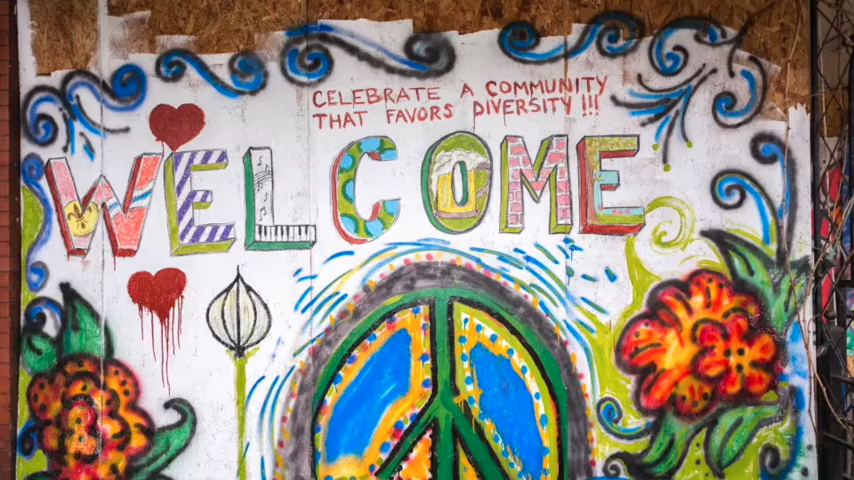 CELEBRATE A COMMUNITY
THAT FAVORS DIVERSITY !!!
WELCOME